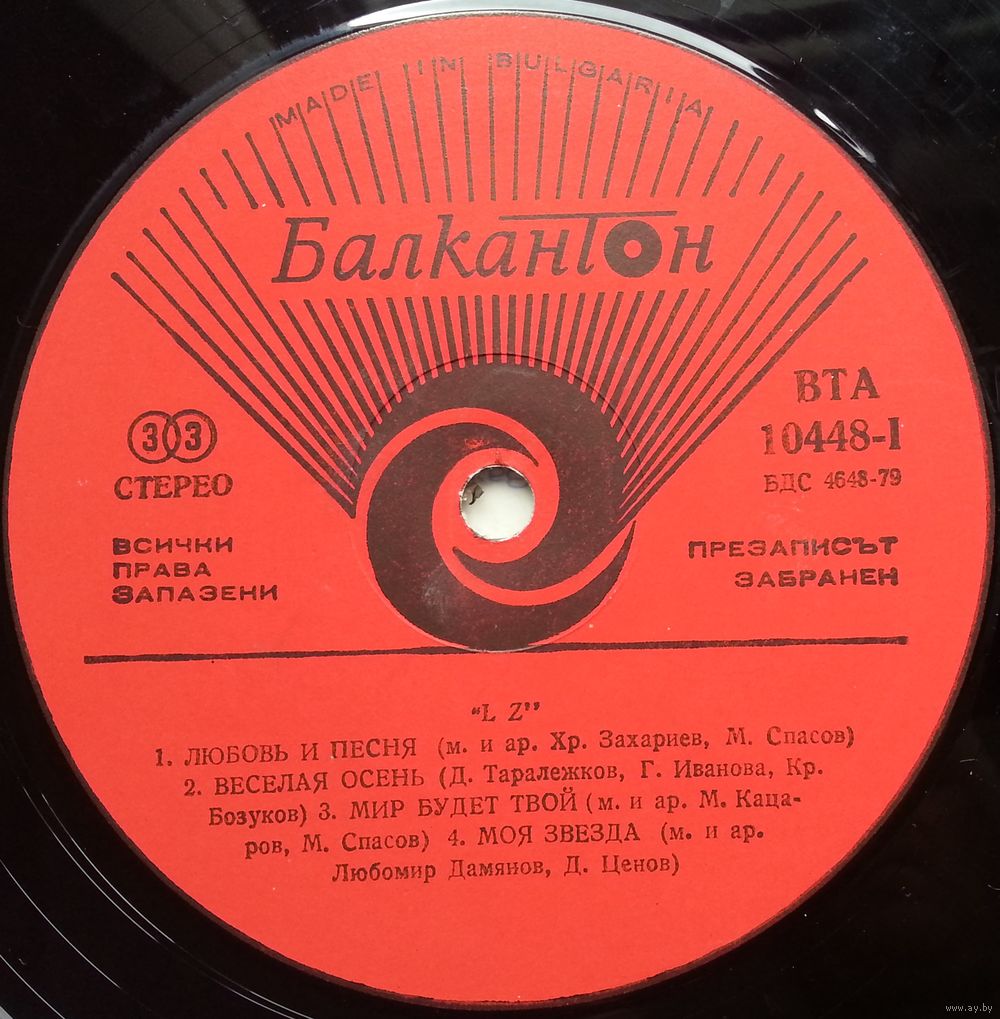 MADE IN BULGARIA
Балкантон
33
СТЕРЕО
ВТА
10448-I
БДС 4648-79
ВСИЧКИ
ПРАВА
ЗАПАЗЕНИ
ПРЕЗАПИСЪТ
ЗАБРАНЕН
“L Z”
1. ЛЮБОВЬ И ПЕСНЯ (м. и ар. Хр. Захариев, М. Спасов)
2. ВЕСЕЛАЯ ОСЕНЬ (Д. Таралежков, Г. Иванова, Кр.
Бозуков) 3. МИР БУДЕТ ТВОЙ (м. и ар. М. Каца-
ров, М. Спасов) 4. МОЯ ЗВЕЗДА (м. и ар.
Любомир Дамянов, Д. Ценов)
www.ay.by